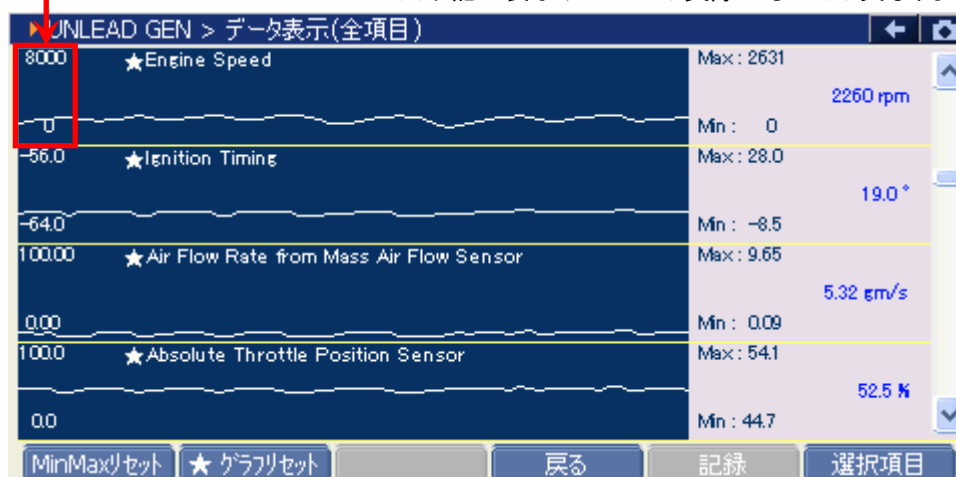 UNLEAD GEN > データ表示(全項目)
8000 ★Engine Speed Max : 2631
2260 rpm
0 Min : 0
-56.0 ★Ignition Timing Max : 28.0
19.0 °
-64.0 Min : -8.5
100.00 ★Air Flow Rate from Mass Air Flow Sensor Max : 9.65
5.32 gm/s
0.00 Min : 0.09
100.0 ★Absolute Throttle Position Sensor Max : 54.1
52.5 %
0.0 Min : 44.7
MinMaxリセット ★ グラフリセット 戻る 記録 選択項目